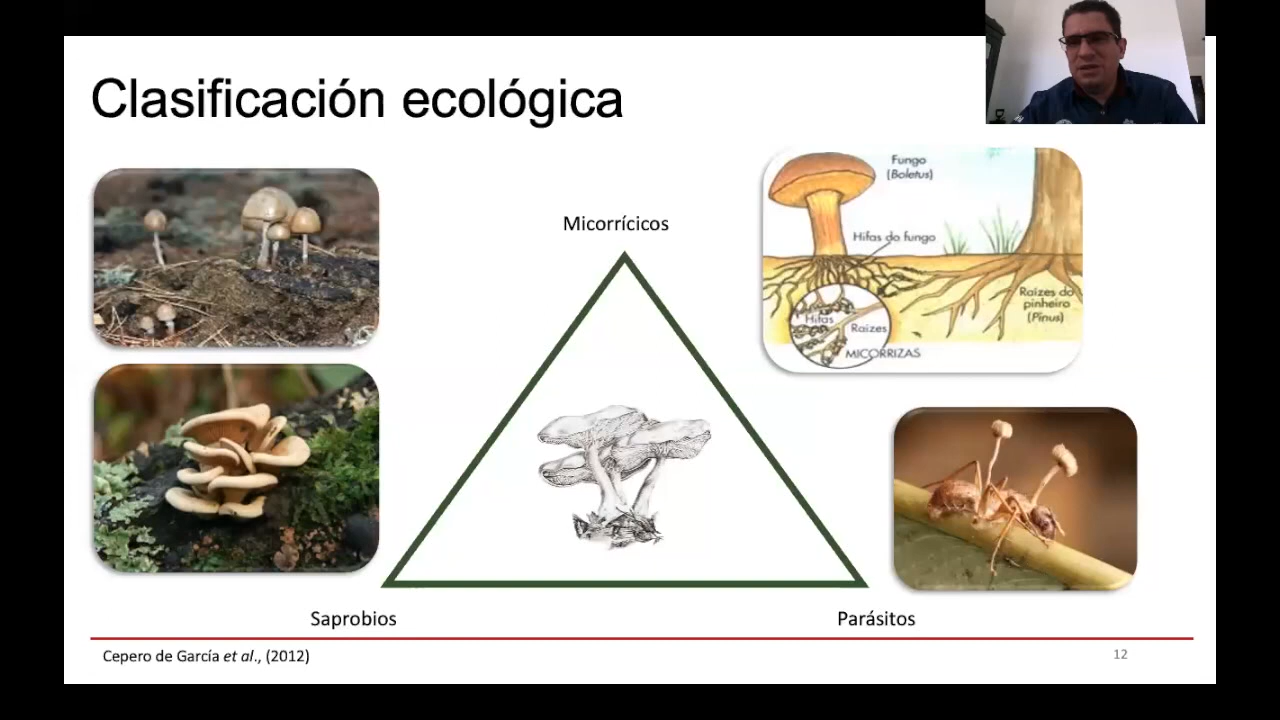 Clasificación ecológica
Micorrícicos
Fungo
(Boletus)
Hifas do fungo
Raízes do
pinheiro
(Pinus)
Hifas
Raízes
MICORRIZAS
Saprobios
Parásitos
Cepero de García et al., (2012)
12